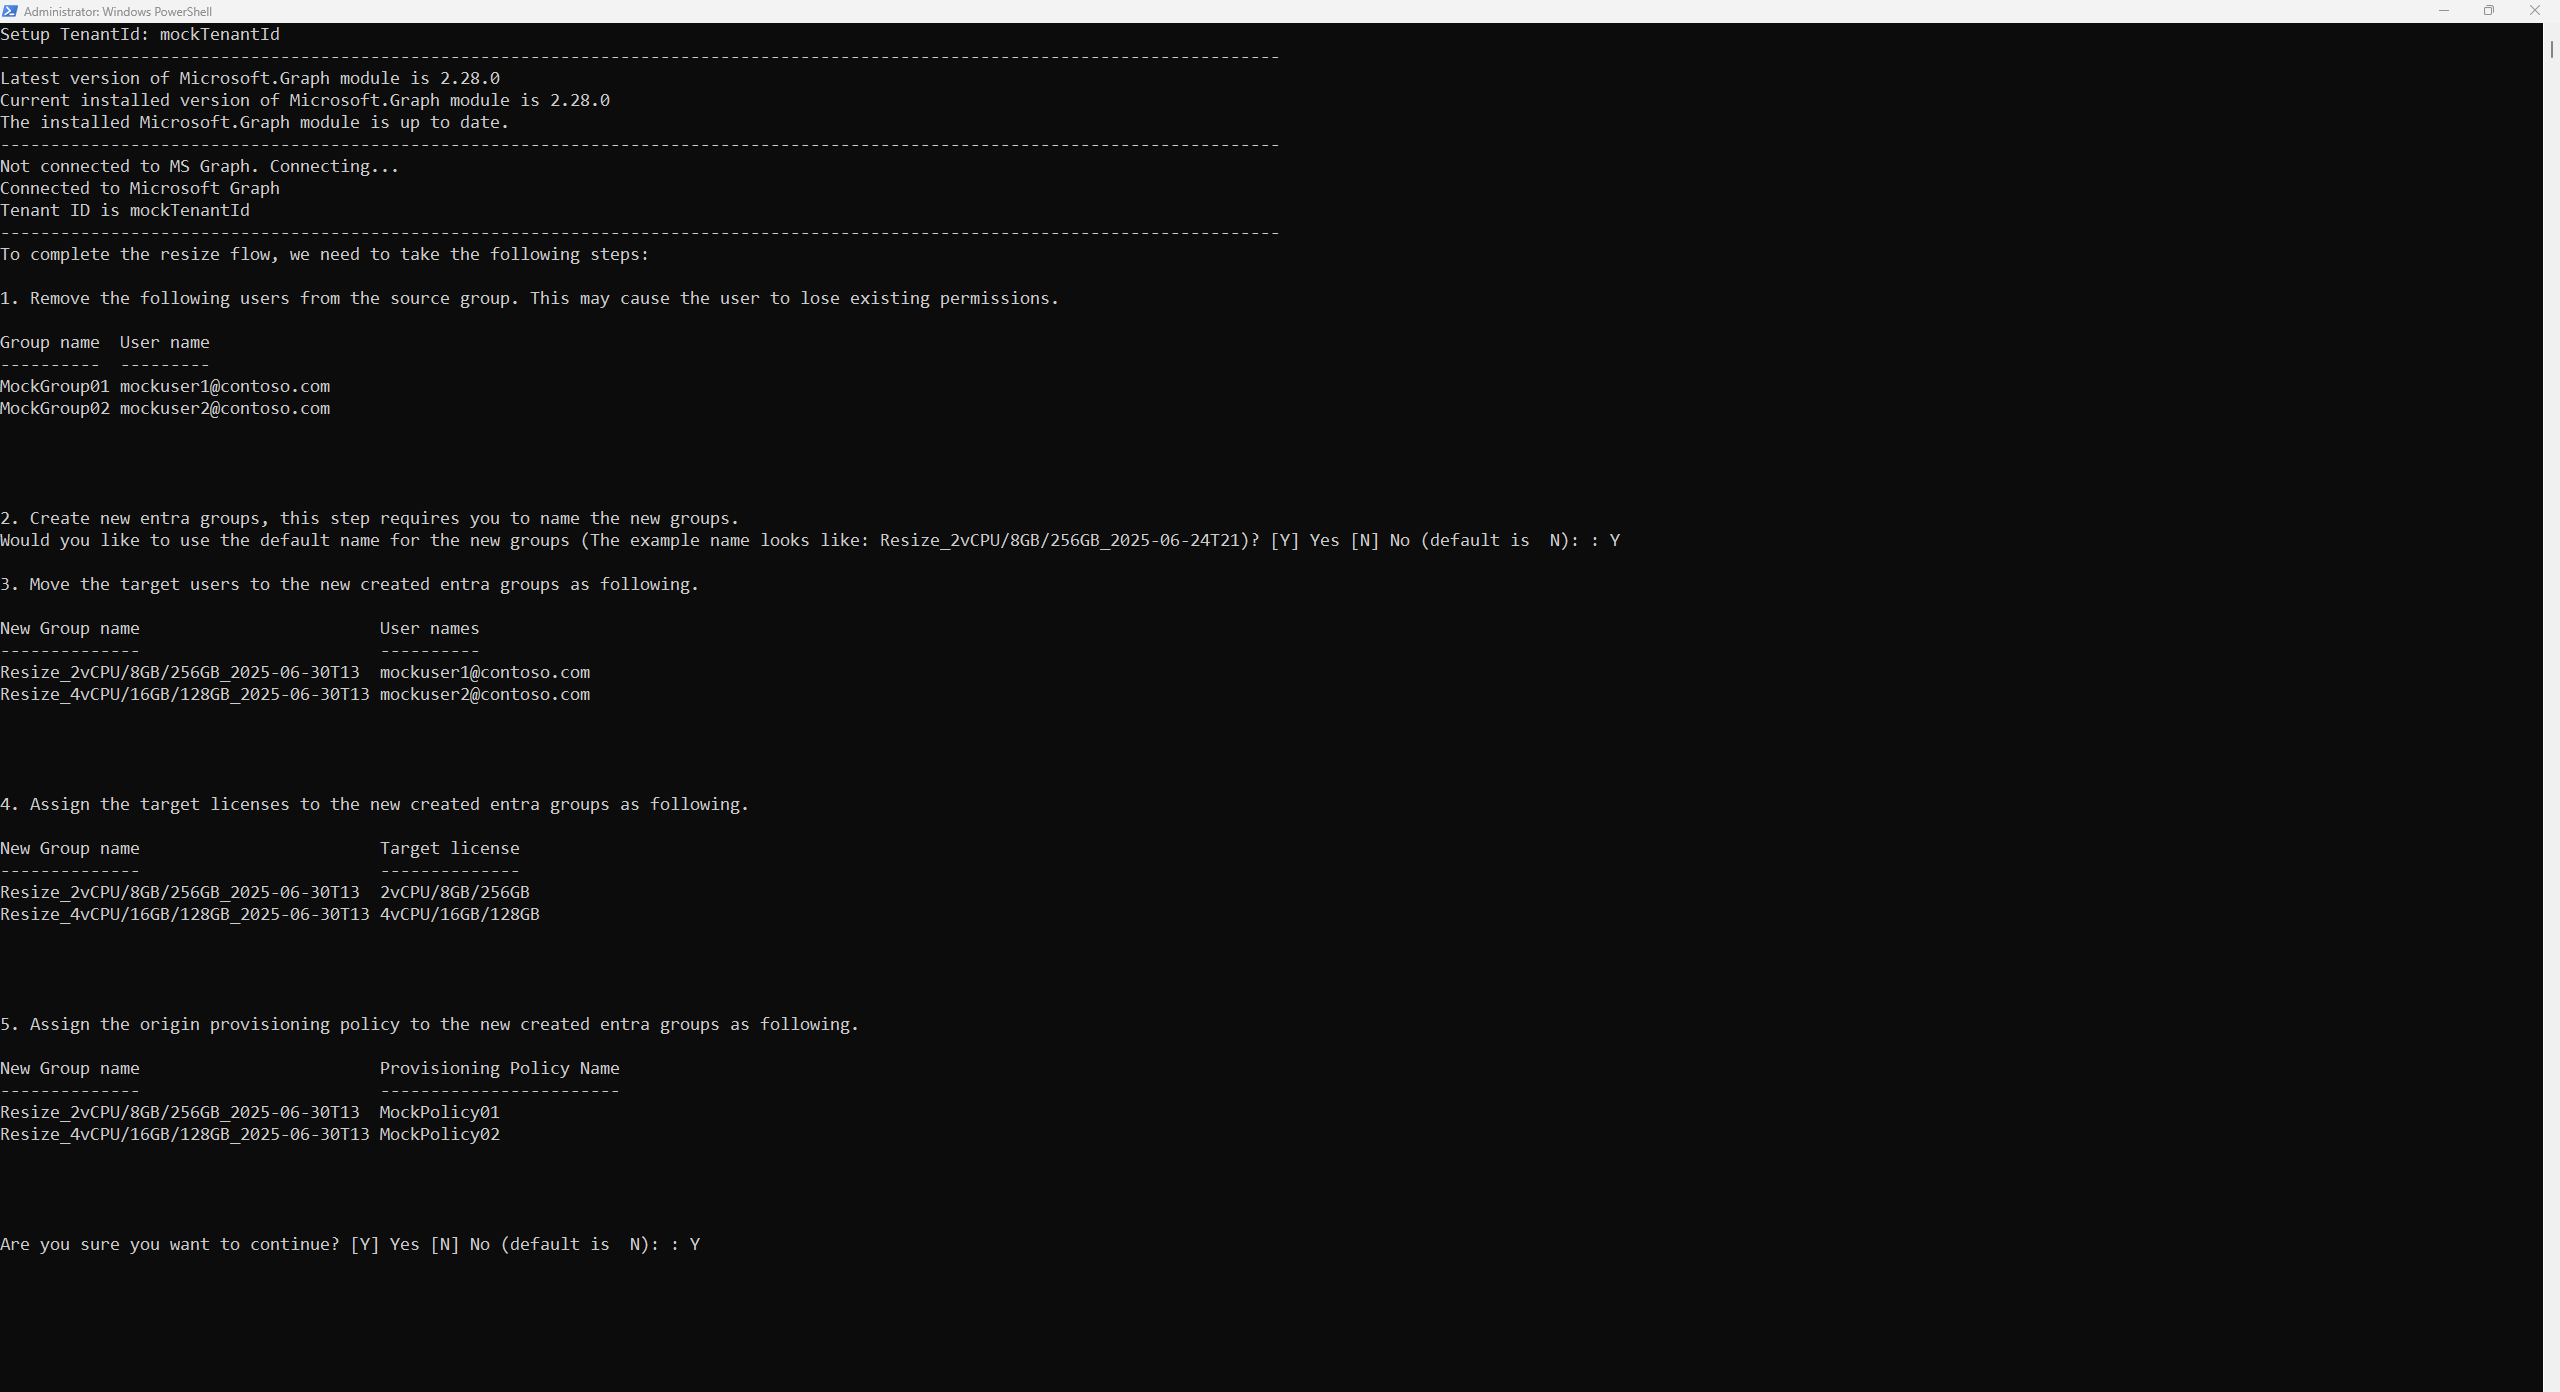 Administrator: Windows PowerShell
Setup TenantId: mockTenantId
--------------------------------------------------------------------------------------------------------------------------------
Latest version of Microsoft.Graph module is 2.28.0
Current installed version of Microsoft.Graph module is 2.28.0
The installed Microsoft.Graph module is up to date.
--------------------------------------------------------------------------------------------------------------------------------
Not connected to MS Graph. Connecting...
Connected to Microsoft Graph
Tenant ID is mockTenantId
--------------------------------------------------------------------------------------------------------------------------------
To complete the resize flow, we need to take the following steps:
1. Remove the following users from the source group. This may cause the user to lose existing permissions.
Group name  User name
----------  ---------
MockGroup01 mockuser1@contoso.com
MockGroup02 mockuser2@contoso.com
2. Create new entra groups, this step requires you to name the new groups.
Would you like to use the default name for the new groups (The example name looks like: Resize_2vCPU/8GB/256GB_2025-06-24T21)? [Y] Yes [N] No (default is  N): : Y
3. Move the target users to the new created entra groups as following.
New Group name                        User names
--------------                        ----------
Resize_2vCPU/8GB/256GB_2025-06-30T13  mockuser1@contoso.com
Resize_4vCPU/16GB/128GB_2025-06-30T13 mockuser2@contoso.com
4. Assign the target licenses to the new created entra groups as following.
New Group name                        Target license
--------------                        --------------
Resize_2vCPU/8GB/256GB_2025-06-30T13  2vCPU/8GB/256GB
Resize_4vCPU/16GB/128GB_2025-06-30T13 4vCPU/16GB/128GB
5. Assign the origin provisioning policy to the new created entra groups as following.
New Group name                        Provisioning Policy Name
--------------                        ------------------------
Resize_2vCPU/8GB/256GB_2025-06-30T13  MockPolicy01
Resize_4vCPU/16GB/128GB_2025-06-30T13 MockPolicy02
Are you sure you want to continue? [Y] Yes [N] No (default is  N): : Y